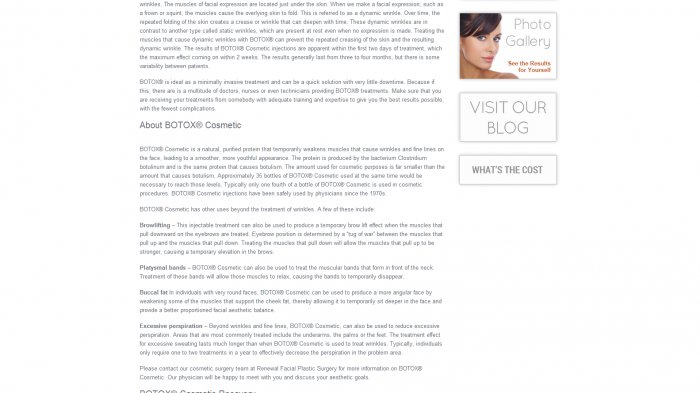 wrinkles. The muscles of facial expression are located just under the skin. When we make a facial expression, such as
a frown or squint, the muscles cause the overlying skin to fold. This is referred to as a dynamic wrinkle. Over time, the
repeated folding of the skin creates a crease or wrinkle that can deepen with time. These dynamic wrinkles are in
contrast to another type called static wrinkles, which are present at rest even when no expression is made. Treating the
muscles that cause dynamic wrinkles with BOTOX® can prevent the repeated creasing of the skin and the resulting
dynamic wrinkle. The results of BOTOX® Cosmetic injections are apparent within the first two days of treatment, which
the maximum effect coming on within 2 weeks. The results generally last from three to four months, but there is some
variability between patients.
BOTOX® is ideal as a minimally invasive treatment and can be a quick solution with very little downtime. Because if
this, there are is a multitude of doctors, nurses or even technicians providing BOTOX® treatments. Make sure that you
are receiving your treatments from somebody with adequate training and expertise to give you the best results possible,
with the fewest complications.
About BOTOX® Cosmetic
BOTOX® Cosmetic is a natural, purified protein that temporarily weakens muscles that cause wrinkles and fine lines on
the face, leading to a smoother, more youthful appearance. The protein is produced by the bacterium Clostridium
botulinum and is the same protein that causes botulism. The amount used for cosmetic purposes is far smaller than the
amount that causes botulism. Approximately 35 bottles of BOTOX® Cosmetic used at the same time would be
necessary to reach those levels. Typically only one fourth of a bottle of BOTOX® Cosmetic is used in cosmetic
procedures. BOTOX® Cosmetic injections have been safely used by physicians since the 1970s.
BOTOX® Cosmetic has other uses beyond the treatment of wrinkles. A few of these include:
Browlifting – This injectable treatment can also be used to produce a temporary brow lift effect when the muscles that
pull downward on the eyebrows are treated. Eyebrow position is determined by a "tug of war" between the muscles that
pull up and the muscles that pull down. Treating the muscles that pull down will allow the muscles that pull up to be
stronger, causing a temporary elevation in the brows.
Platysmal bands – BOTOX® Cosmetic can also be used to treat the muscular bands that form in front of the neck.
Treatment of these bands will allow those muscles to relax, causing the bands to temporarily disappear.
Buccal fat In individuals with very round faces, BOTOX® Cosmetic can be used to produce a more angular face by
weakening some of the muscles that support the cheek fat, thereby allowing it to temporarily sit deeper in the face and
provide a better proportioned facial aesthetic balance.
Excessive perspiration – Beyond wrinkles and fine lines, BOTOX® Cosmetic, can also be used to reduce excessive
perspiration. Areas that are most commonly treated include the underarms, the palms or the feet. The treatment effect
for excessive sweating lasts much longer than when BOTOX® Cosmetic is used to treat wrinkles. Typically, individuals
only require one to two treatments in a year to effectively decrease the perspiration in the problem area.
Please contact our cosmetic surgery team at Renewal Facial Plastic Surgery for more information on BOTOX®
Cosmetic. Our physician will be happy to meet with you and discuss your aesthetic goals.
BOTOX® Cosmetic Recovery
Photo
Gallery
See the Results
for Yourself
VISIT OUR
BLOG
WHAT'S THE COST